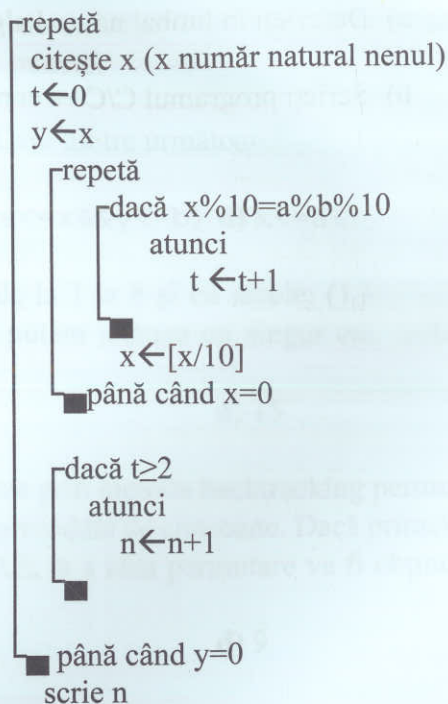 repetă
citește x (x număr natural nenul)
t←0
y←x
repetă
dacă x%10=a%b%10
atunci
t ←t+1
x←[x/10]
până când x=0
dacă t≥2
atunci
n←n+1
până când y=0
scrie n